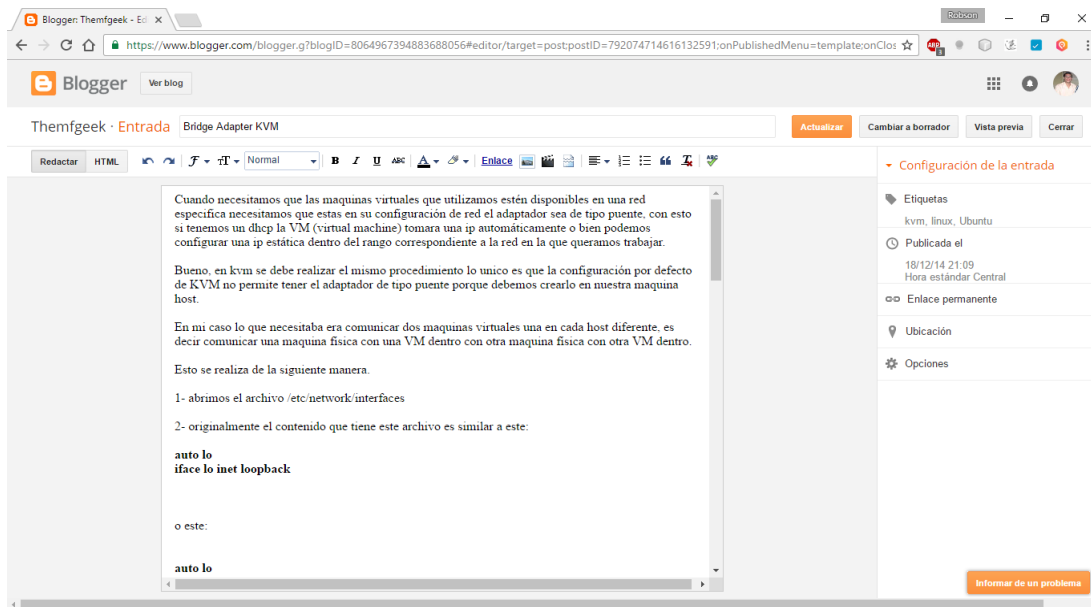 Blogger: Themfgeek - Ed
Robson
https://www.blogger.com/blogger.g?blogID=8064967394883688056#editor/target=post;postID=792074714616132591;onPublishedMenu=template;onClos
ABP
3
Blogger
Ver blog
Themfgeek · Entrada
Bridge Adapter KVM
Actualizar
Cambiar a borrador
Vista previa
Cerrar
Redactar HTML
Normal
B I U ABC A
Enlace
ABC
Cuando necesitamos que las maquinas virtuales que utilizamos estén disponibles en una red
especifica necesitamos que estas en su configuración de red el adaptador sea de tipo puente, con esto
si tenemos un dhcp la VM (virtual machine) tomara una ip automáticamente o bien podemos
configurar una ip estática dentro del rango correspondiente a la red en la que queramos trabajar.
Bueno, en kvm se debe realizar el mismo procedimiento lo unico es que la configuración por defecto
de KVM no permite tener el adaptador de tipo puente porque debemos crearlo en nuestra maquina
host.
En mi caso lo que necesitaba era comunicar dos maquinas virtuales una en cada host diferente, es
decir comunicar una maquina física con una VM dentro con otra maquina física con otra VM dentro.
Esto se realiza de la siguiente manera.
1- abrimos el archivo /etc/network/interfaces
2- originalmente el contenido que tiene este archivo es similar a este:
auto lo
iface lo inet loopback
o este:
auto lo
Configuración de la entrada
Etiquetas
kvm, linux, Ubuntu
Publicada el
18/12/14 21:09
Hora estándar Central
Enlace permanente
Ubicación
Opciones
Informar de un problema